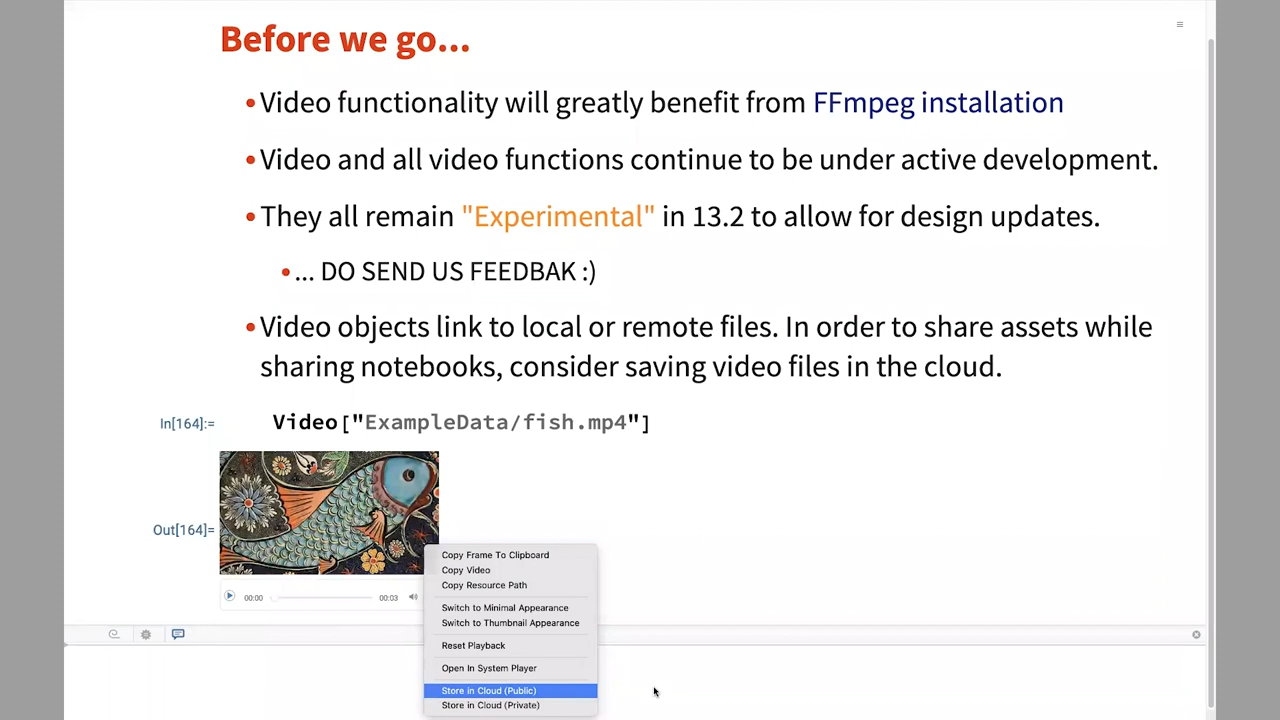 Before we go...
•Video functionality will greatly benefit from FFmpeg installation
•Video and all video functions continue to be under active development.
•They all remain "Experimental" in 13.2 to allow for design updates.
•... DO SEND US FEEDBAK :)
•Video objects link to local or remote files. In order to share assets while
sharing notebooks, consider saving video files in the cloud.
In[164]:= Video["ExampleData/fish.mp4"]
Out[164]=
00:00 00:03
Copy Frame To Clipboard
Copy Video
Copy Resource Path
Switch to Minimal Appearance
Switch to Thumbnail Appearance
Reset Playback
Open In System Player
Store in Cloud (Public)
Store in Cloud (Private)